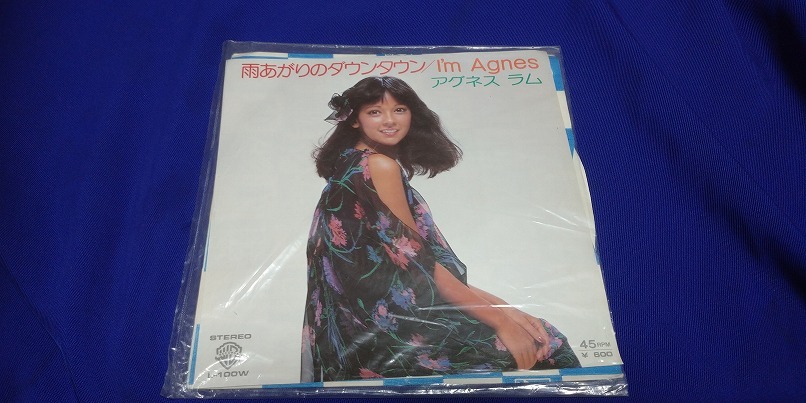 雨あがりのダウンタウン/I'm Agnes
アグネス ラム
STEREO
L-100W
45RPM
¥ 600